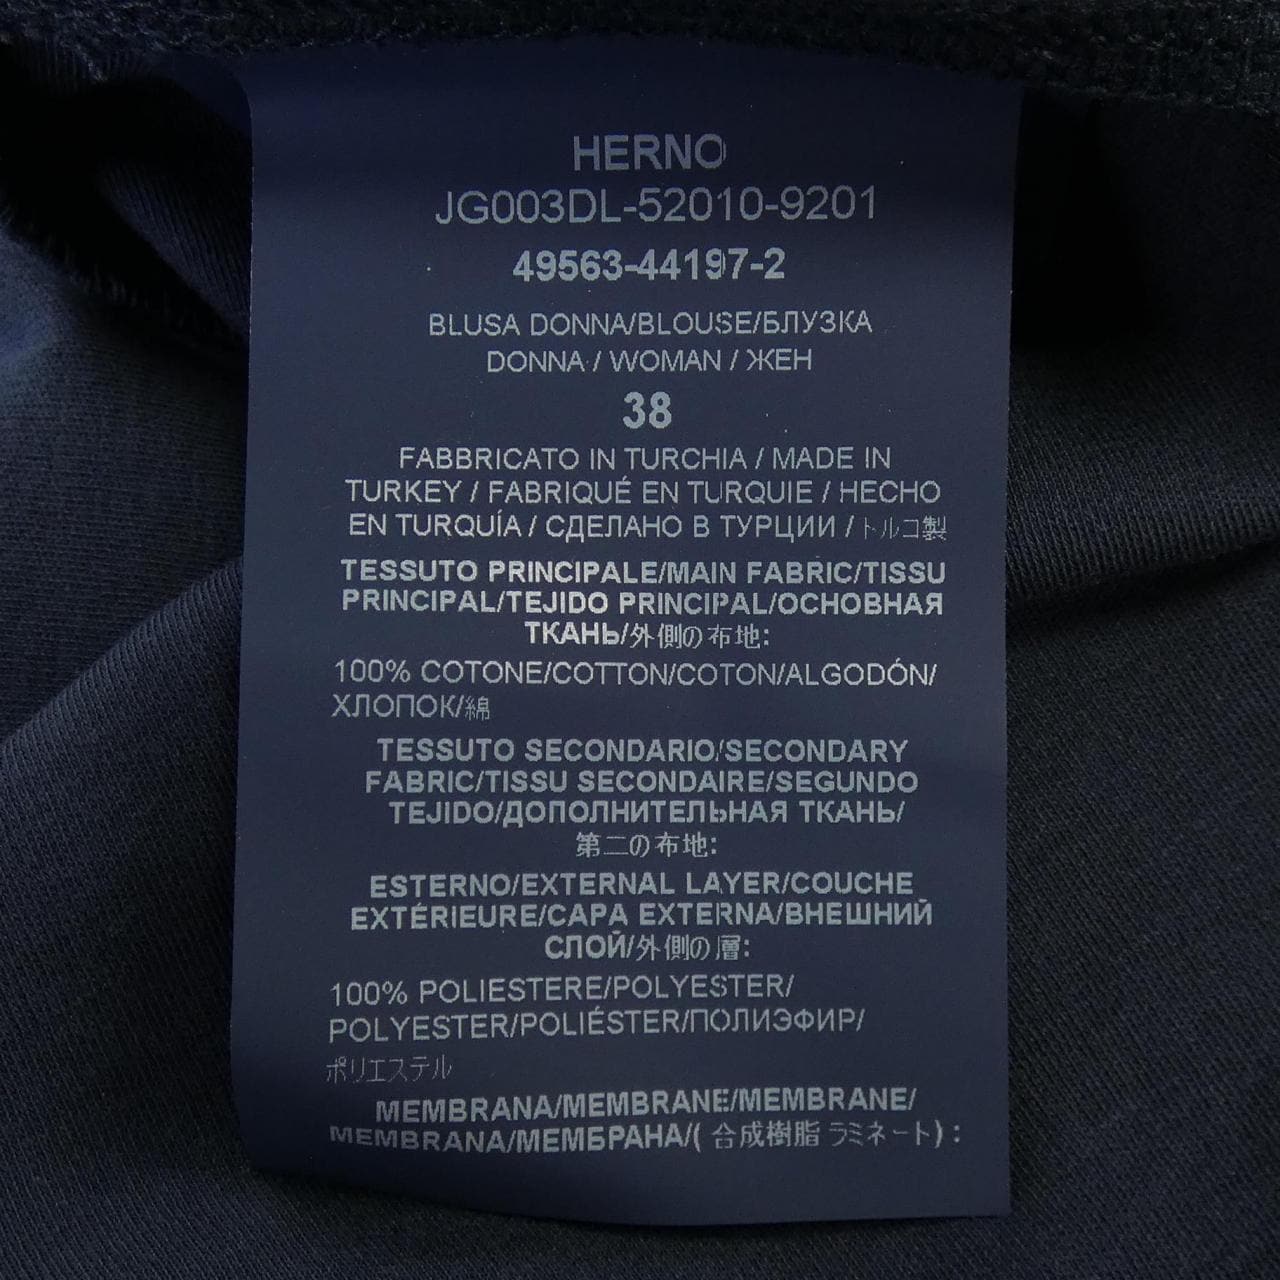 HERNO
JG003DL-52010-9201
49563-44197-2
BLUSA DONNA/BLOUSE/БЛУЗКА
DONNA / WOMAN / ЖЕН
38
FABBRICATO IN TURCHIA / MADE IN
TURKEY / FABRIQUÉ EN TURQUIE / HECHO
EN TURQUÍA / СДЕЛАНО В ТУРЦИИ / トルコ製
TESSUTO PRINCIPALE/MAIN FABRIC/TISSU
PRINCIPAL/TEJIDO PRINCIPAL/ОСНОВНАЯ
ТКАНЬ/外側の布地:
100% COTONE/COTTON/COTON/ALGODÓN/
ХЛОПОК/綿
TESSUTO SECONDARIO/SECONDARY
FABRIC/TISSU SECONDAIRE/SEGUNDO
TEJIDO/ДОПОЛНИТЕЛЬНАЯ ТКАНЬ/
第二の布地:
ESTERNO/EXTERNAL LAYER/COUCHE
EXTÉRIEURE/CAPA EXTERNA/ВНЕШНИЙ
СЛОЙ/外側の層:
100% POLIESTERE/POLYESTER/
POLYESTER/POLIÉSTER/ПОЛИЭФИР/
ポリエステル
MEMBRANA/MEMBRANE/MEMBRANE/
MEMBRANA/МЕМБРАНА/( 合成樹脂 ラミネート) :